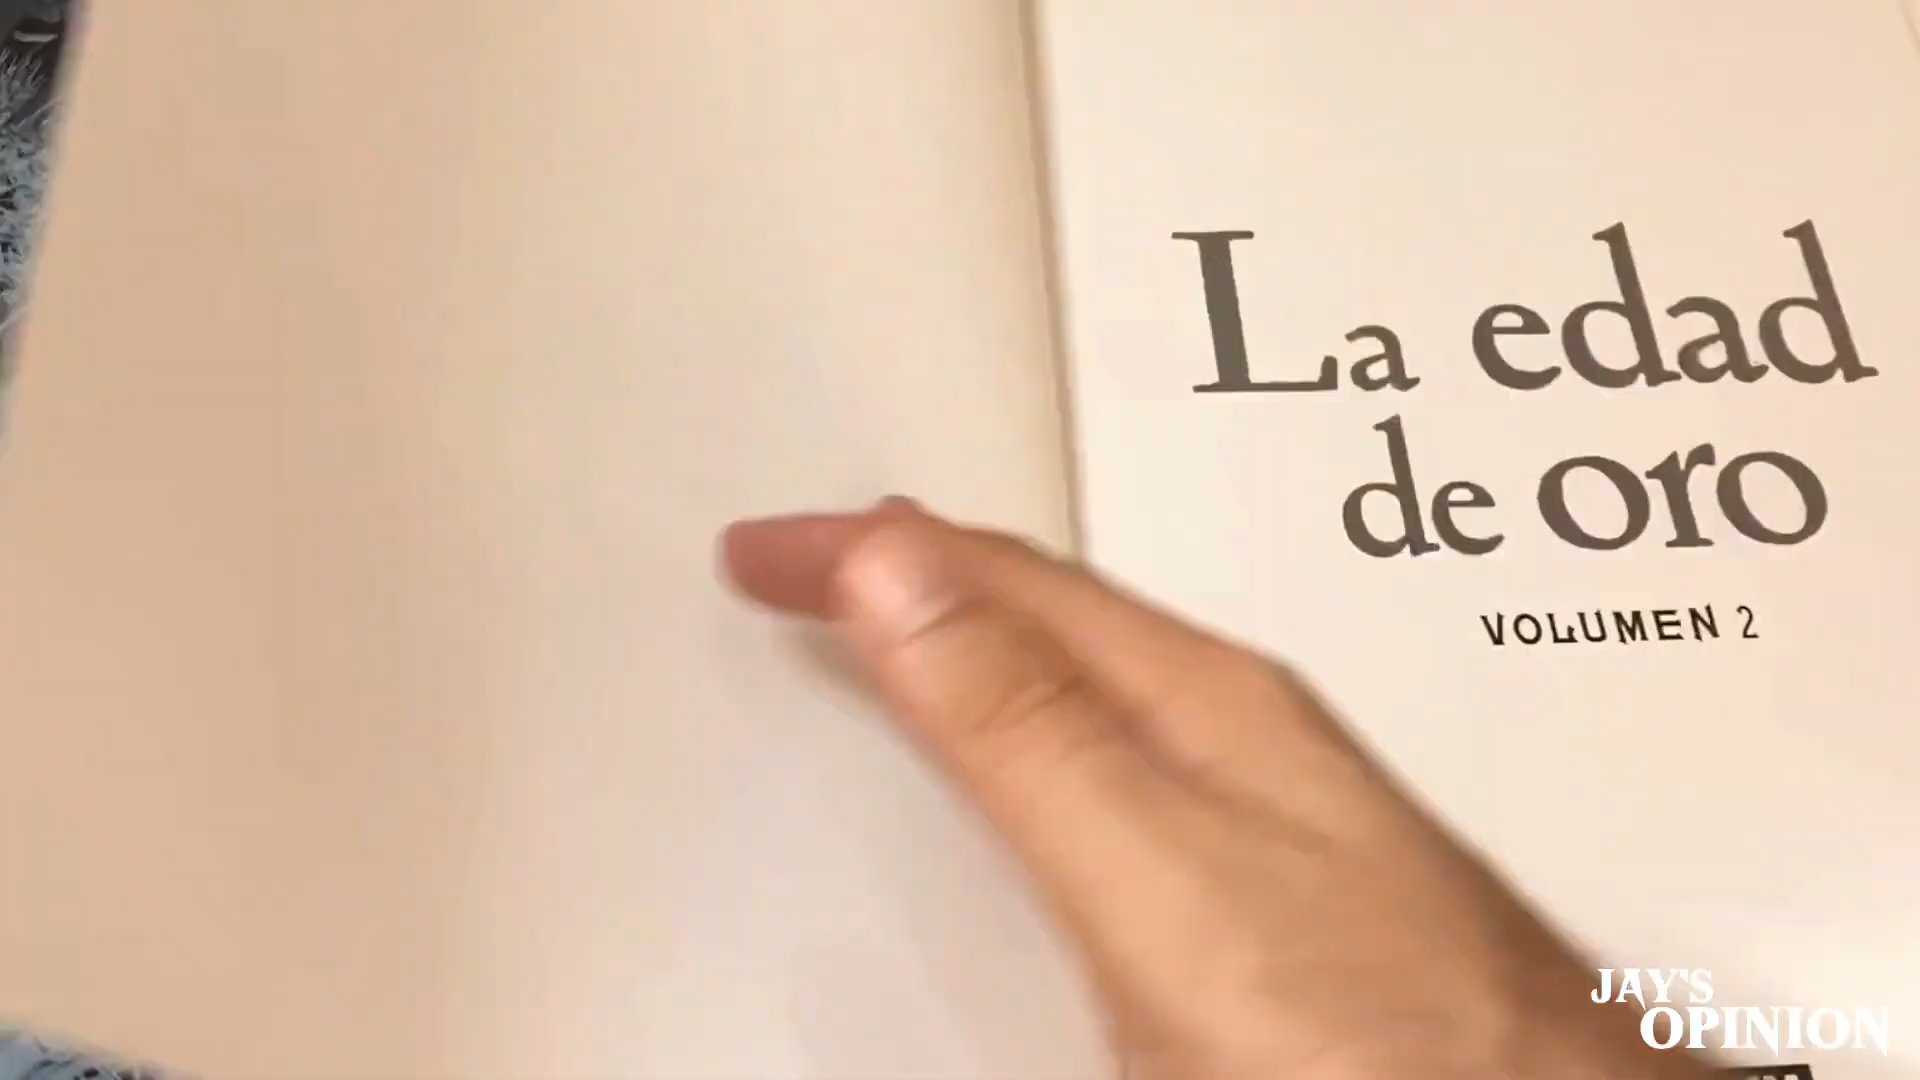 La edad
de oro
VOLUMEN 2
JAY'S
OPINION